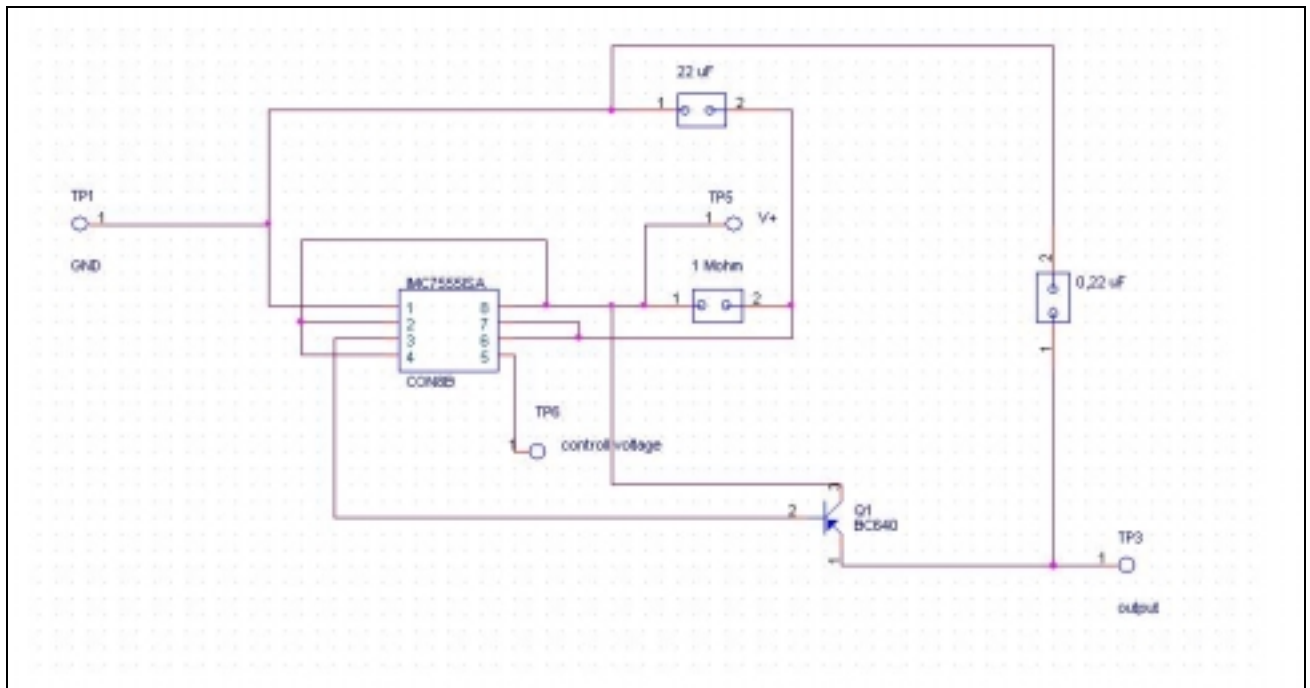 22 uF
1
2
TP1
1
GND
TP5
1
V+
1 Mohm
1
2
2
0,22 uF
1
IMC7555ISA
1
8
2
7
3
6
4
5
CON8B
TP6
1
controll voltage
3
2
Q1
BC640
1
TP3
1
output